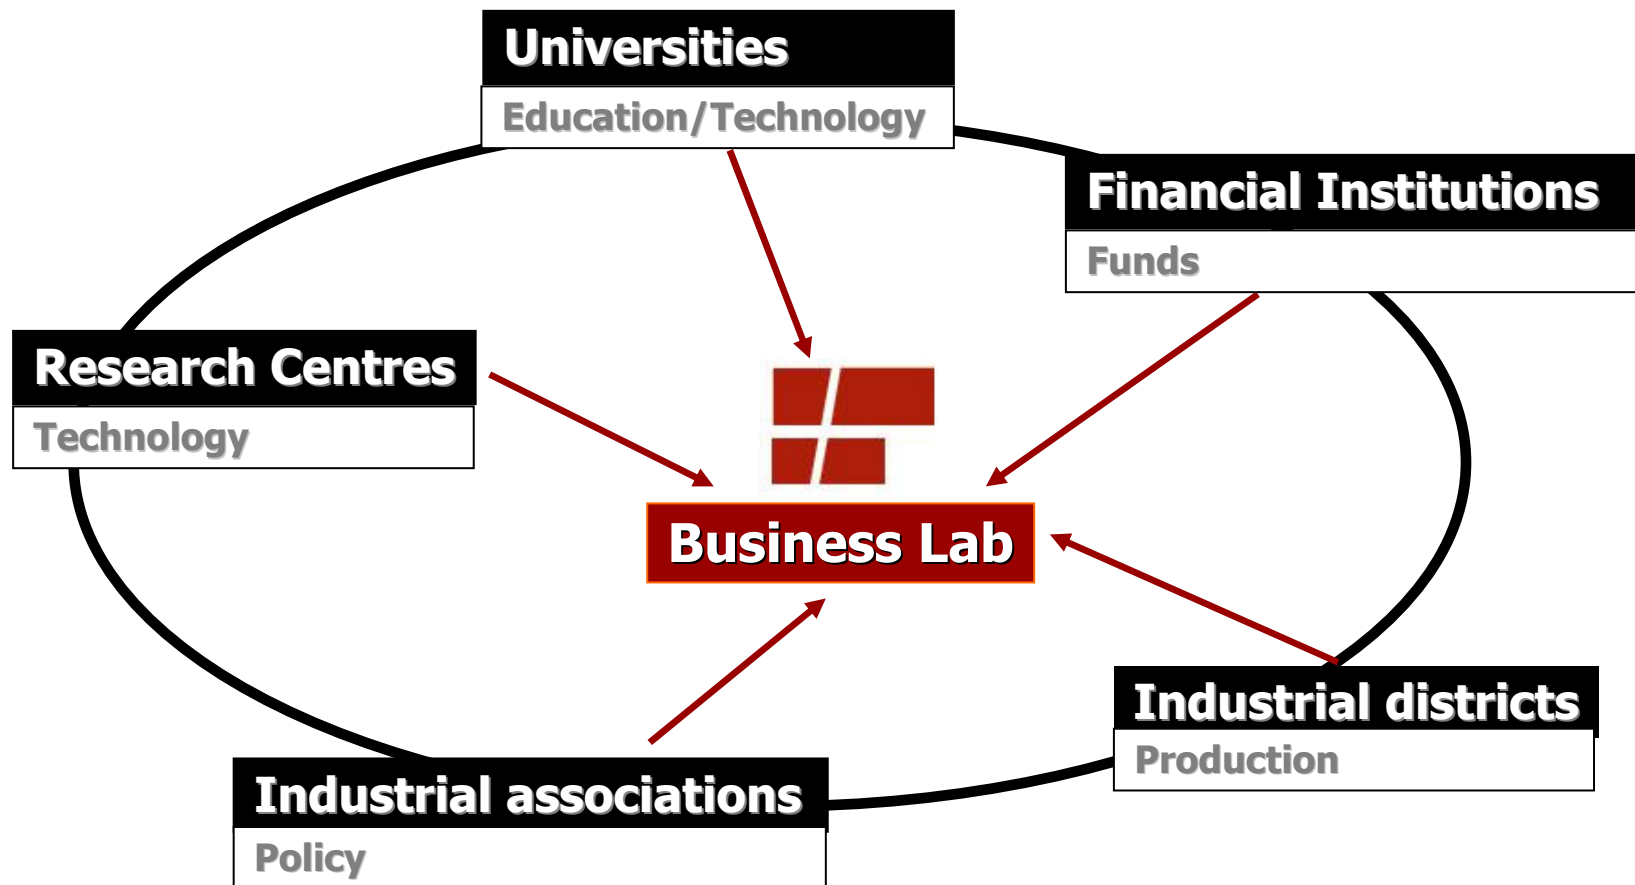 Universities
Education/Technology
Financial Institutions
Funds
Research Centres
Technology
Business Lab
Industrial districts
Production
Industrial associations
Policy